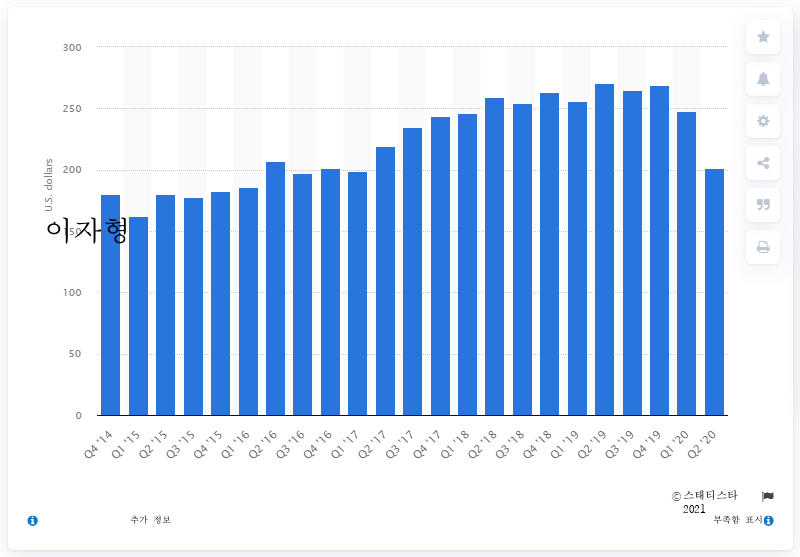 300
250
200
150
100
50
0
U.S. dollars
이자형
Q4 '14
Q1 '15
Q2 '15
Q3 '15
Q4 '15
Q1 '16
Q2 '16
Q3 '16
Q4 '16
Q1 '17
Q2 '17
Q3 '17
Q4 '17
Q1 '18
Q2 '18
Q3 '18
Q4 '18
Q1 '19
Q2 '19
Q3 '19
Q4 '19
Q1 '20
Q2 '20
© 스태티스타
2021
추가 정보
부족함 표시